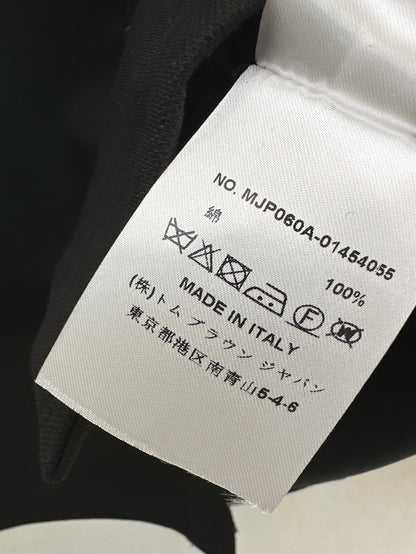 NO. MJP060A-01454055
綿 100%
F W
MADE IN ITALY
(株)トム ブラウン ジャパン
東京都港区南青山5-4-6